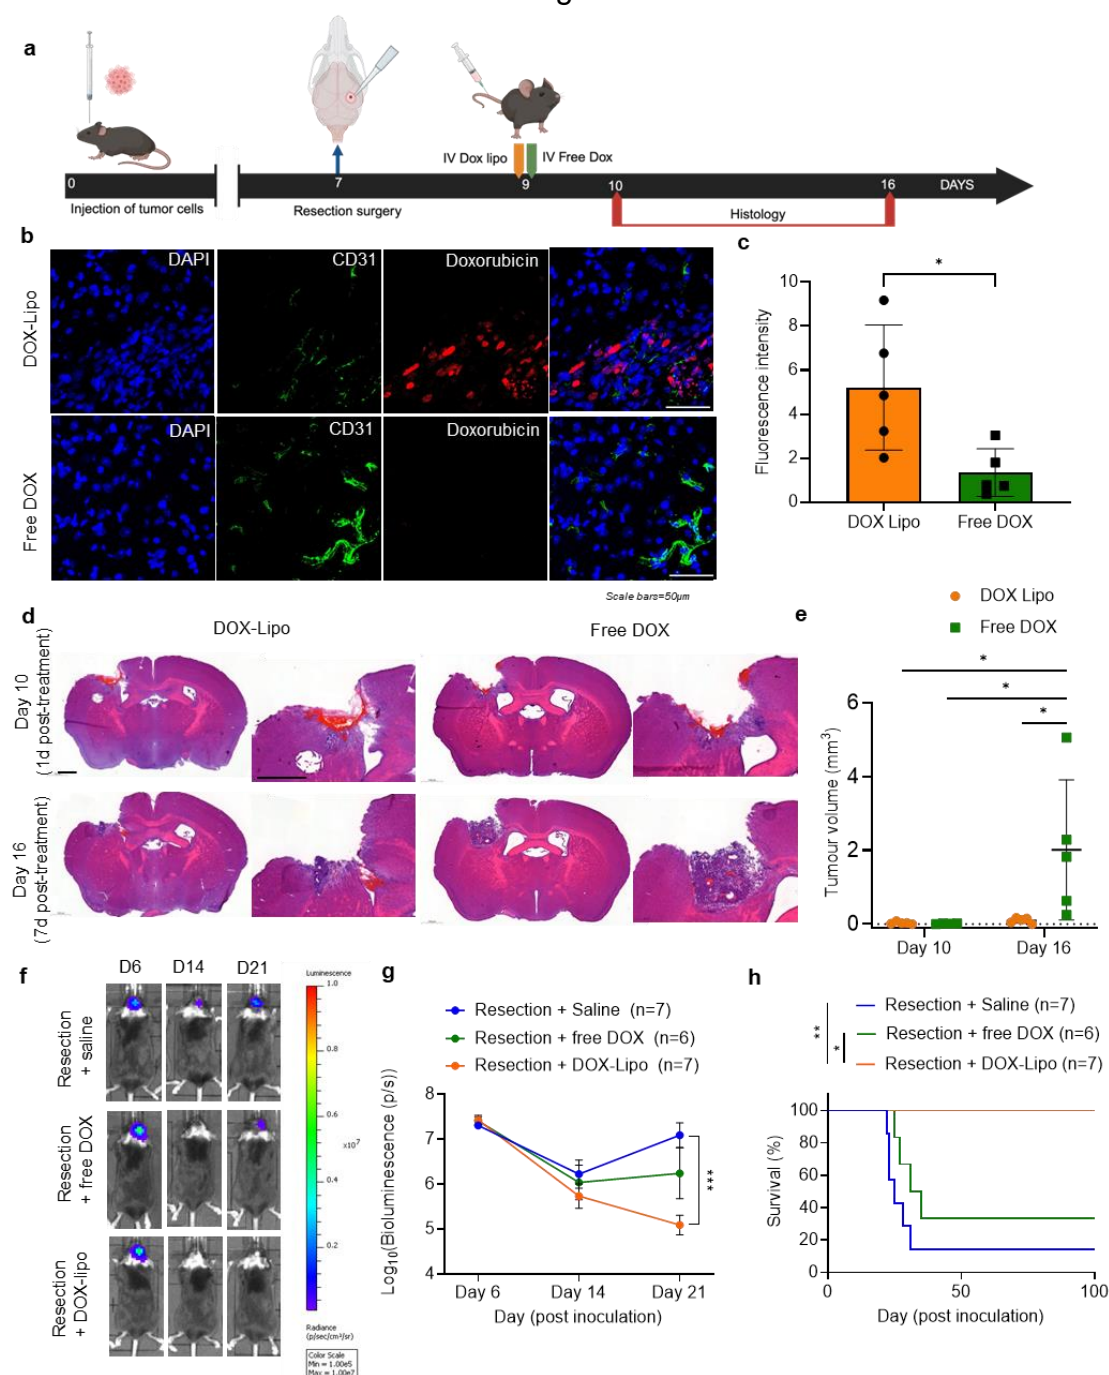 a
IV Dox lipo
IV Free Dox
0
7
9
10
16
DAYS
Injection of tumor cells
Resection surgery
Histology
b
DOX-Lipo
DAPI
CD31
Doxorubicin
Free DOX
DAPI
CD31
Doxorubicin
Scale bars=50µm
c
*
Fluorescence intensity
10
8
6
4
2
0
DOX Lipo
Free DOX
d
DOX-Lipo
Free DOX
Day 10
(1d post-treatment)
Day 16
(7d post-treatment)
e
DOX Lipo
Free DOX
*
*
*
Tumour volume (mm³)
6
4
2
0
Day 10
Day 16
f
D6
D14
D21
Resection
+ saline
Resection
+ free DOX
Resection
+ DOX-lipo
Luminescence
1.0
0.8
0.6
x10⁷
0.4
0.2
Radiance
(p/sec/cm²/sr)
Color Scale
Min = 1.00e5
Max = 1.00e7
g
Resection + Saline (n=7)
Resection + free DOX (n=6)
Resection + DOX-Lipo (n=7)
Log₁₀(Bioluminescence (p/s))
8
7
6
5
4
***
Day 6
Day 14
Day 21
Day (post inoculation)
h
**
*
Resection + Saline (n=7)
Resection + free DOX (n=6)
Resection + DOX-Lipo (n=7)
Survival (%)
100
80
60
40
20
0
0
50
100
Day (post inoculation)